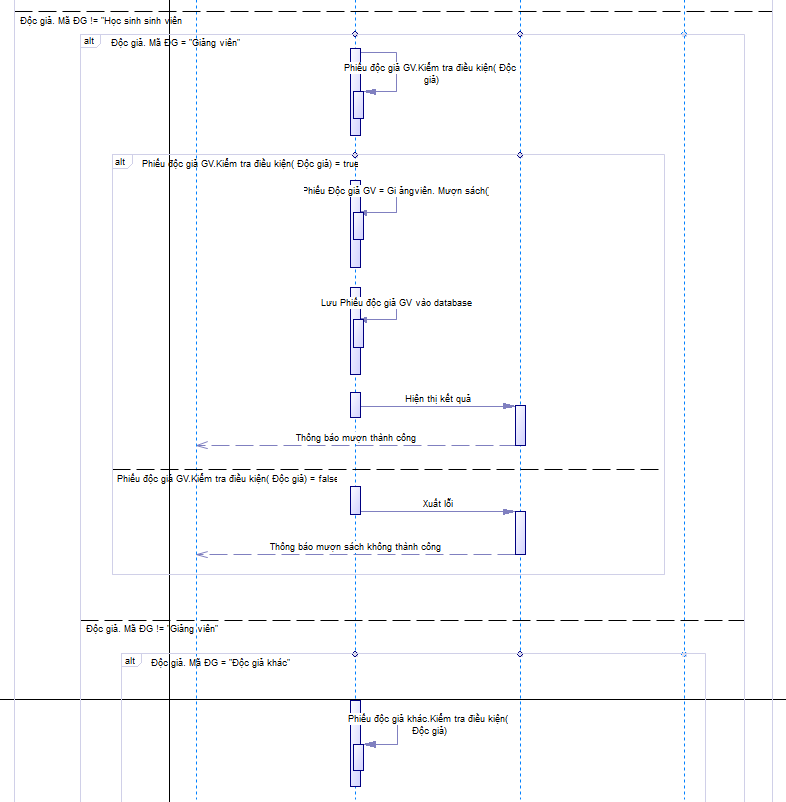 Độc giả. Mã ĐG != "Học sinh sinh viên
alt
Độc giả. Mã ĐG = "Giảng viên"
Phiếu độc giả GV.Kiểm tra điều kiện( Độc
giả)
alt
Phiếu độc giả GV.Kiểm tra điều kiện( Độc giả) = true
Phiếu Độc giả GV = Gi ảngviên. Mượn sách(
Lưu Phiếu độc giả GV vào database
Hiện thị kết quả
Thông báo mượn thành công
Phiếu độc giả GV.Kiểm tra điều kiện( Độc giả) = false
Xuất lỗi
Thông báo mượn sách không thành công
Độc giả. Mã ĐG != "Giảng viên"
alt
Độc giả. Mã ĐG = "Độc giả khác"
Phiếu độc giả khác.Kiểm tra điều kiện(
Độc giả)